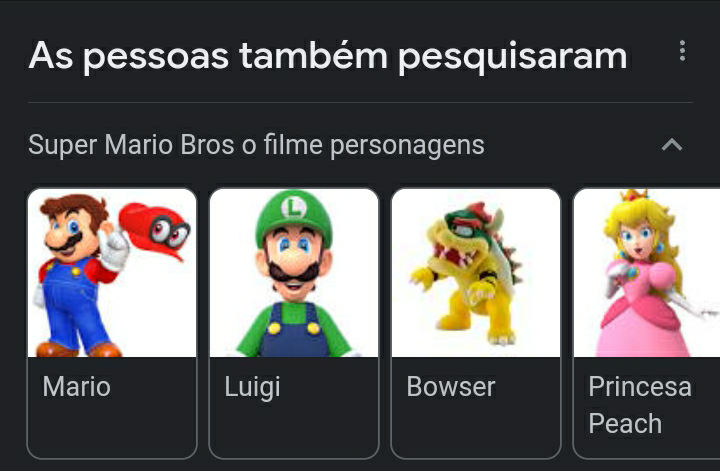 As pessoas também pesquisaram
Super Mario Bros o filme personagens
L
Mario
Luigi
Bowser
Princesa
Peach